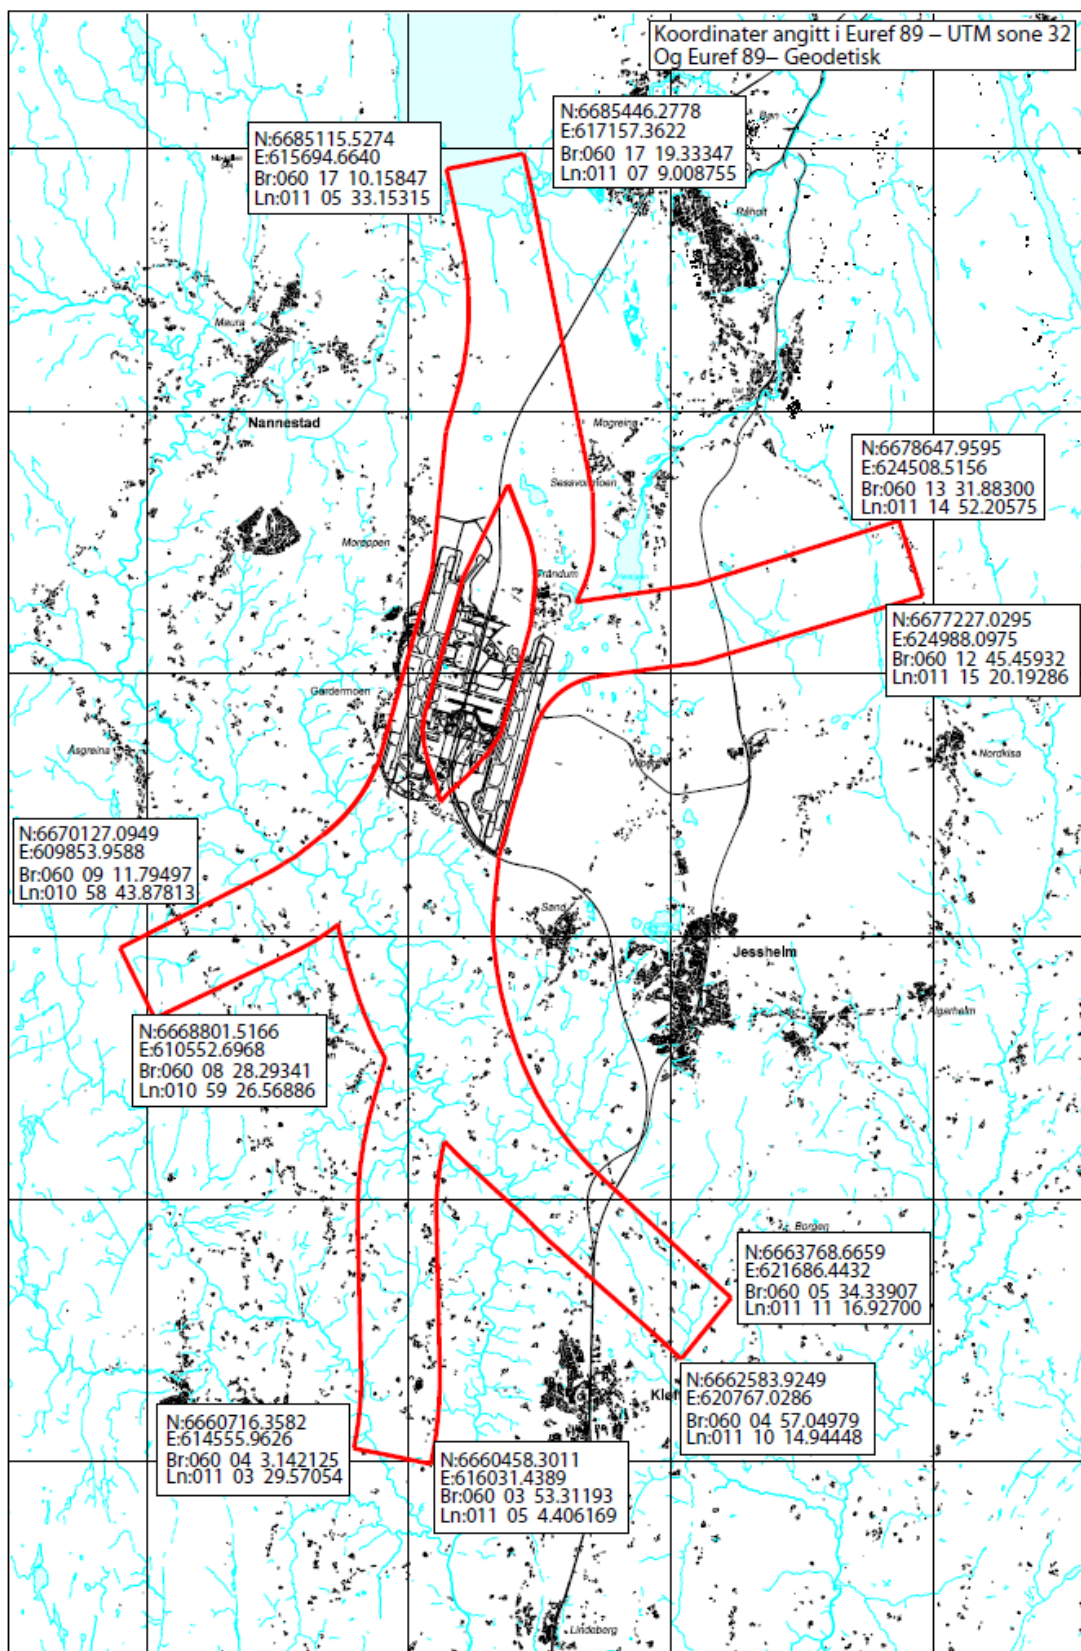 Koordinater angitt i Euref 89 – UTM sone 32
Og Euref 89– Geodetisk
N:6685446.2778
E:617157.3622
Br:060 17 19.33347
Ln:011 07 9.008755
N:6685115.5274
E:615694.6640
Br:060 17 10.15847
Ln:011 05 33.15315
Bøn
Råholt
Maura
Nannestad
Mogreina
Sessvollmoen
Moreppen
N:6678647.9595
E:624508.5156
Br:060 13 31.88300
Ln:011 14 52.20575
Trandum
N:6677227.0295
E:624988.0975
Br:060 12 45.45932
Ln:011 15 20.19286
Gardermoen
Åsgreina
Nordkisa
N:6670127.0949
E:609853.9588
Br:060 09 11.79497
Ln:010 58 43.87813
Sand
Jessheim
Algarheim
N:6668801.5166
E:610552.6968
Br:060 08 28.29341
Ln:010 59 26.56886
Borgen
N:6663768.6659
E:621686.4432
Br:060 05 34.33907
Ln:011 11 16.92700
N:6662583.9249
E:620767.0286
Br:060 04 57.04979
Ln:011 10 14.94448
Kløf
N:6660716.3582
E:614555.9626
Br:060 04 3.142125
Ln:011 03 29.57054
N:6660458.3011
E:616031.4389
Br:060 03 53.31193
Ln:011 05 4.406169
Lindeberg